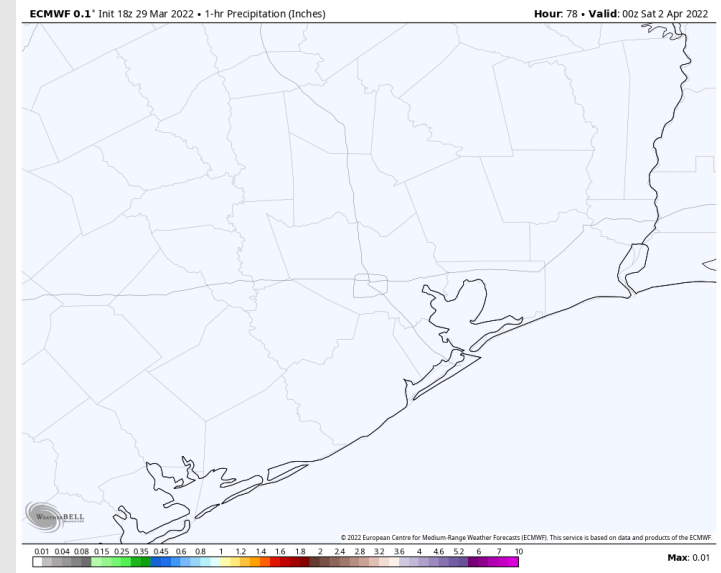 ECMWF 0.1° Init 18z 29 Mar 2022 • 1-hr Precipitation (Inches)
Hour: 78 • Valid: 00z Sat 2 Apr 2022
WEATHERBELL
© 2022 European Centre for Medium-Range Weather Forecasts (ECMWF). This service is based on data and products of the ECMWF.
0.01 0.04 0.08 0.15 0.25 0.35 0.45 0.6 0.8 1 1.2 1.4 1.6 1.8 2 2.4 2.8 3.2 3.6 4 4.6 5.2 6 7 10
Max: 0.01